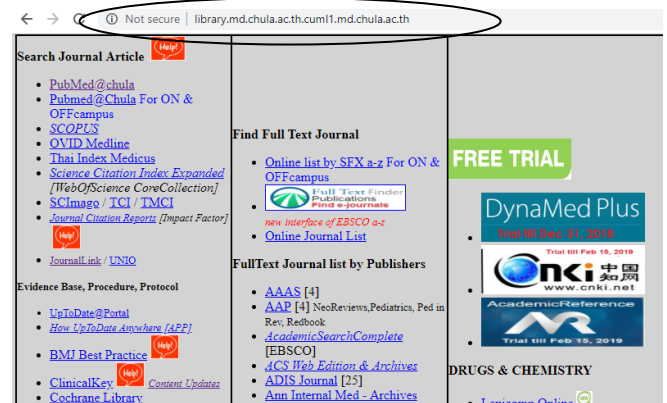 Not secure | library.md.chula.ac.th.cuml1.md.chula.ac.th
Search Journal Article Help!
PubMed@chula
Pubmed@Chula For ON &
OFFcampus
SCOPUS
OVID Medline
Thai Index Medicus
Science Citation Index Expanded
[WebOfScience CoreCollection]
SCImago / TCI / TMCI
Journal Citation Reports [Impact Factor]
Help!
JournalLink / UNIO
Evidence Base, Procedure, Protocol
UpToDate@Portal
How UpToDate Anywhere [APP]
BMJ Best Practice Help!
ClinicalKey Help! Content Updates
Cochrane Library
Find Full Text Journal
Online list by SFX a-z For ON &
OFFcampus
Full Text Finder
Publications
Find e-journals
new interface of EBSCO a-z
Online Journal List
FullText Journal list by Publishers
AAAS [4]
AAP [4] NeoReviews,Pediatrics, Ped in
Rev, Redbook
AcademicSearchComplete
[EBSCO]
ACS Web Edition & Archives
ADIS Journal [25]
Ann Internal Med - Archives
FREE TRIAL
DynaMed Plus
Trial till Dec 31, 2018
Trial till Feb 15, 2019
CNKi 中国知网
www.cnki.net
AcademicReference
AR
Trial till Feb 15, 2019
DRUGS & CHEMISTRY
Lexicomp Online